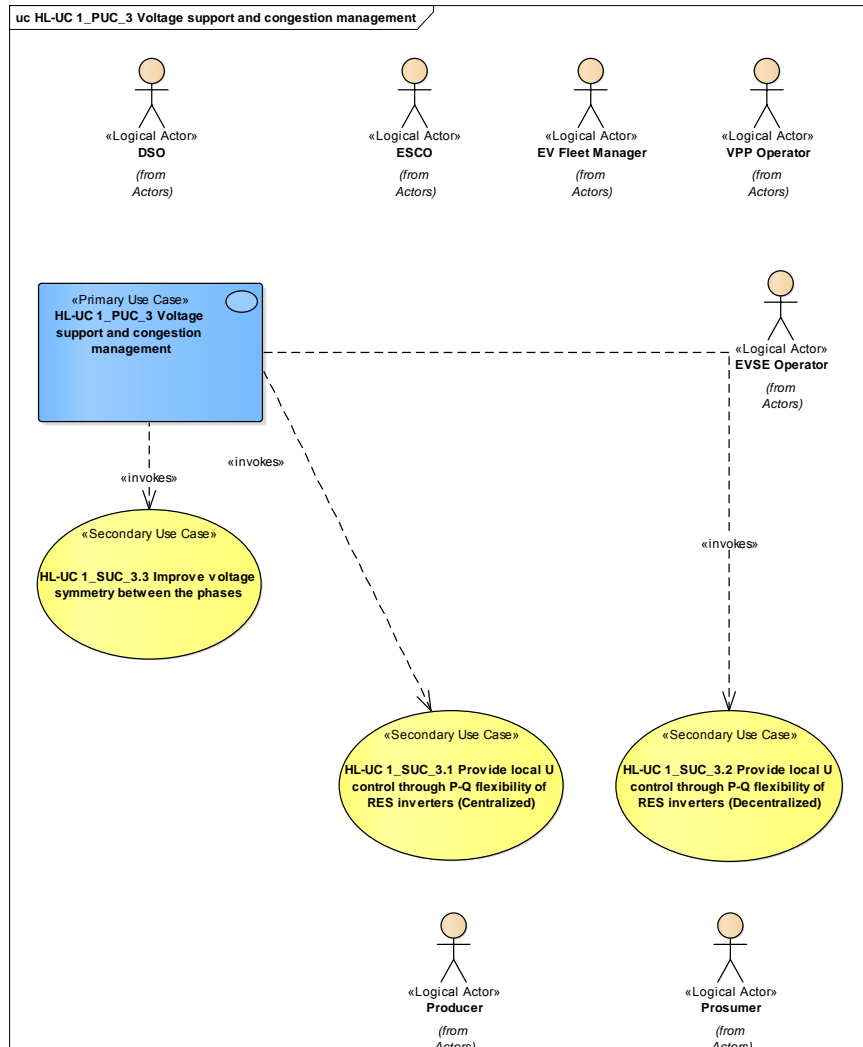 uc HL-UC 1_PUC_3 Voltage support and congestion management
«Logical Actor»
DSO
(from
Actors)
«Logical Actor»
ESCO
(from
Actors)
«Logical Actor»
EV Fleet Manager
(from
Actors)
«Logical Actor»
VPP Operator
(from
Actors)
«Primary Use Case»
HL-UC 1_PUC_3 Voltage
support and congestion
management
«Logical Actor»
EVSE Operator
(from
Actors)
«invokes»
«invokes»
«invokes»
«Secondary Use Case»
HL-UC 1_SUC_3.3 Improve voltage
symmetry between the phases
«Secondary Use Case»
HL-UC 1_SUC_3.1 Provide local U
control through P-Q flexibility of
RES inverters (Centralized)
«Secondary Use Case»
HL-UC 1_SUC_3.2 Provide local U
control through P-Q flexibility of
RES inverters (Decentralized)
«Logical Actor»
Producer
(from
Actors)
«Logical Actor»
Prosumer
(from
Actors)